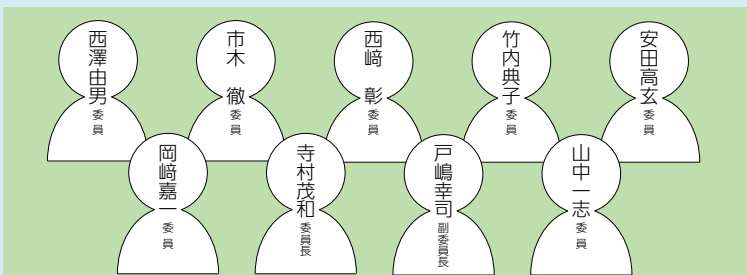 西澤由男 委員
市木 徹 委員
西﨑 彰 委員
竹内典子 委員
安田高玄 委員
岡﨑嘉一 委員
寺村茂和 委員長
戸嶋幸司 副委員長
山中一志 委員